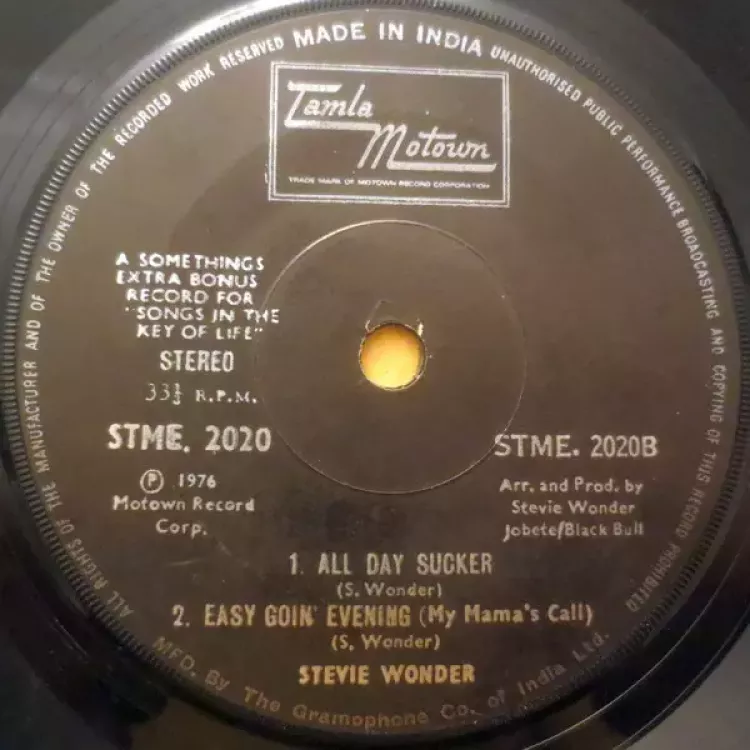 ALL RIGHTS OF THE MANUFACTURER AND OF THE OWNER OF THE RECORDED WORK RESERVED MADE IN INDIA UNAUTHORISED PUBLIC PERFORMANCE BROADCASTING AND COPYING OF THIS RECORD PROHIBITED
Tamla
Motown
TRADE MARK OF MOTOWN RECORD CORPORATION
A SOMETHINGS
EXTRA BONUS
RECORD FOR
"SONGS IN THE
KEY OF LIFE"
STEREO
33⅓ R.P.M.
STME. 2020
Ⓟ 1976
Motown Record
Corp.
STME. 2020B
Arr. and Prod. by
Stevie Wonder
Jobete/Black Bull
1. ALL DAY SUCKER
(S. Wonder)
2. EASY GOIN' EVENING (My Mama's Call)
(S. Wonder)
STEVIE WONDER
MFD. By The Gramophone Co. of India Ltd.